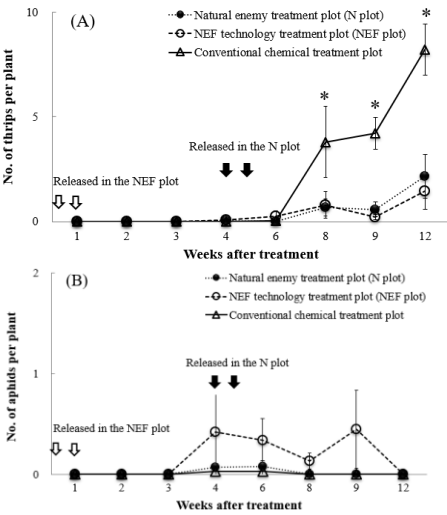 (A)
Natural enemy treatment plot (N plot)
NEF technology treatment plot (NEF plot)
Conventional chemical treatment plot
No. of thrips per plant
10
5
0
*
*
*
Released in the N plot
Released in the NEF plot
1 2 3 4 6 8 9 12
Weeks after treatment
(B)
Natural enemy treatment plot (N plot)
NEF technology treatment plot (NEF plot)
Conventional chemical treatment plot
No. of aphids per plant
2
1
0
Released in the N plot
Released in the NEF plot
1 2 3 4 6 8 9 12
Weeks after treatment